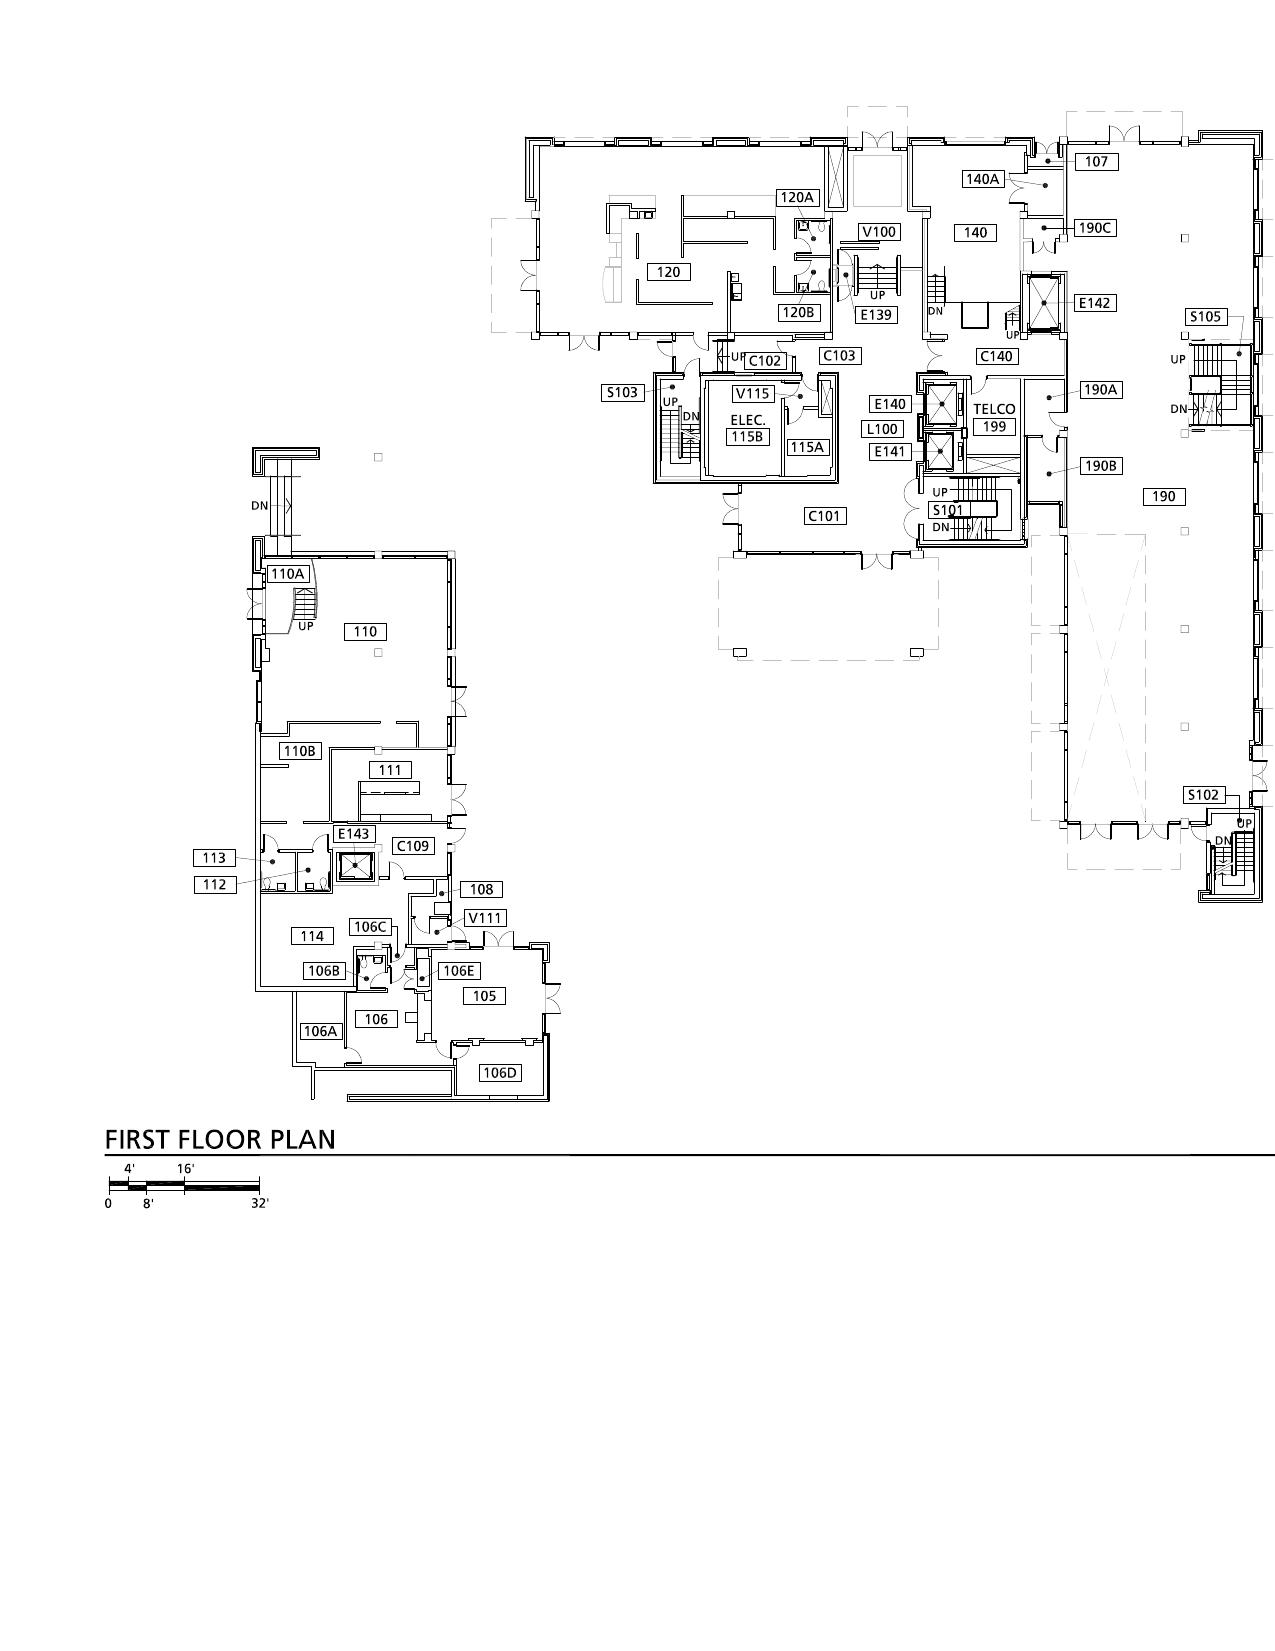 107
140A
120A
190C
V100
140
120
E142
120B
UP
DN
E139
S105
UP
C103
C140
UP
UP C102
S103
V115
190A
UP
DN
E140
TELCO
199
DN
ELEC.
115B
L100
115A
E141
190B
UP
190
DN
S101
C101
DN
110A
UP
110
110B
111
S102
UP
E143
C109
DN
113
112
108
V111
106C
114
106B
106E
105
106
106A
106D
FIRST FLOOR PLAN
4' 16'
0 8' 32'